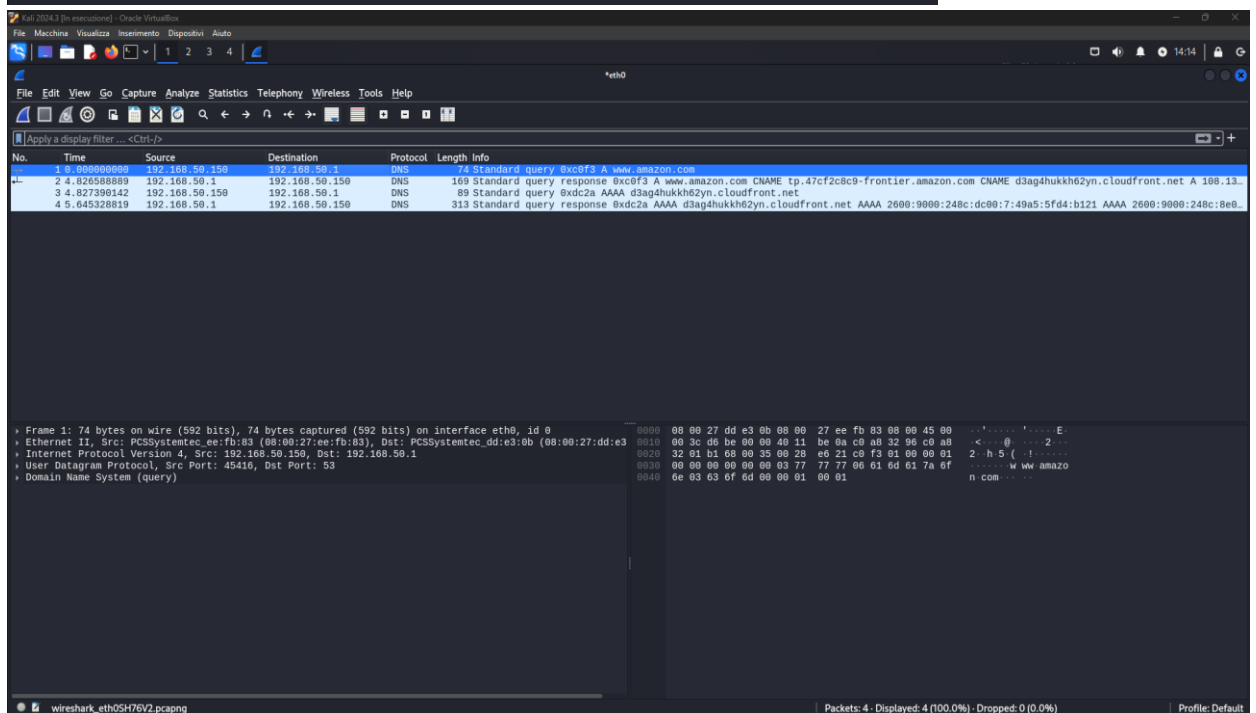 Kali 2024.3 [In esecuzione] - Oracle VirtualBox
File Macchina Visualizza Inserimento Dispositivi Aiuto
1 2 3 4 14:14
*eth0
File Edit View Go Capture Analyze Statistics Telephony Wireless Tools Help
Apply a display filter ... <Ctrl-/>
No. Time Source Destination Protocol Length Info
1 0.000000000 192.168.50.150 192.168.50.1 DNS 74 Standard query 0xc0f3 A www.amazon.com
2 4.826588889 192.168.50.1 192.168.50.150 DNS 169 Standard query response 0xc0f3 A www.amazon.com CNAME tp.47cf2c8c9-frontier.amazon.com CNAME d3ag4hukkh62yn.cloudfront.net A 108.13…
3 4.827390142 192.168.50.150 192.168.50.1 DNS 89 Standard query 0xdc2a AAAA d3ag4hukkh62yn.cloudfront.net
4 5.645328819 192.168.50.1 192.168.50.150 DNS 313 Standard query response 0xdc2a AAAA d3ag4hukkh62yn.cloudfront.net AAAA 2600:9000:248c:dc00:7:49a5:5fd4:b121 AAAA 2600:9000:248c:8e0…
Frame 1: 74 bytes on wire (592 bits), 74 bytes captured (592 bits) on interface eth0, id 0
Ethernet II, Src: PCSSystemtec_ee:fb:83 (08:00:27:ee:fb:83), Dst: PCSSystemtec_dd:e3:0b (08:00:27:dd:e3
Internet Protocol Version 4, Src: 192.168.50.150, Dst: 192.168.50.1
User Datagram Protocol, Src Port: 45416, Dst Port: 53
Domain Name System (query)
0000 08 00 27 dd e3 0b 08 00 27 ee fb 83 08 00 45 00 ··'····· '·····E·
0010 00 3c d6 be 00 00 40 11 be 0a c0 a8 32 96 c0 a8 ·<····@· ····2···
0020 32 01 b1 68 00 35 00 28 e6 21 c0 f3 01 00 00 01 2··h·5·( ·!······
0030 00 00 00 00 00 00 03 77 77 77 06 61 6d 61 7a 6f ·······w ww·amazo
0040 6e 03 63 6f 6d 00 00 01 00 01 n·com··· ··
wireshark_eth0SH76V2.pcapng Packets: 4 · Displayed: 4 (100.0%) · Dropped: 0 (0.0%) Profile: Default